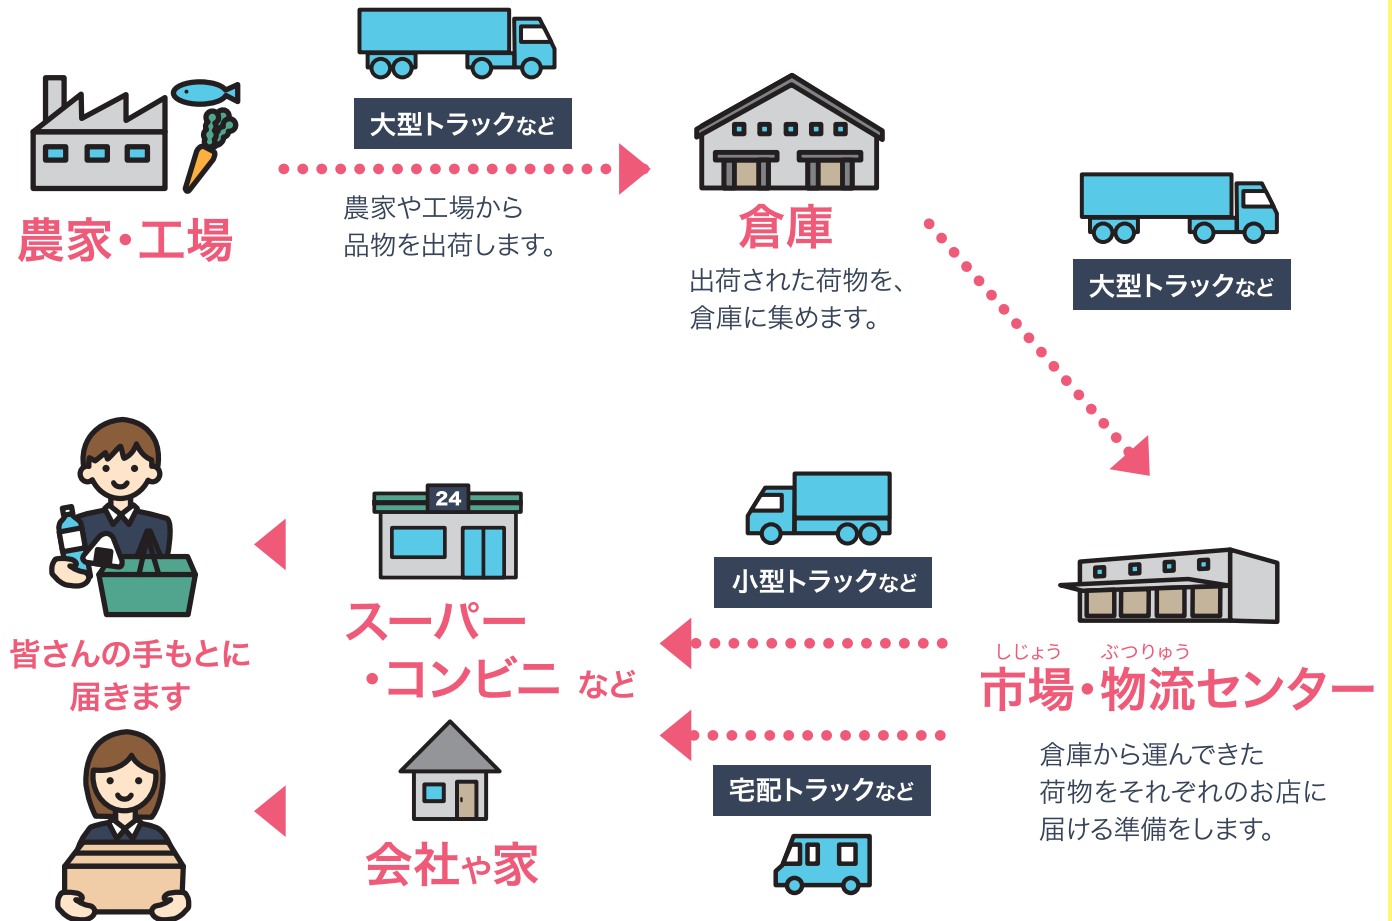 大型トラックなど
農家・工場
農家や工場から
品物を出荷します。
倉庫
出荷された荷物を、
倉庫に集めます。
大型トラックなど
しじょう ぶつりゅう
市場・物流センター
倉庫から運んできた
荷物をそれぞれのお店に
届ける準備をします。
小型トラックなど
宅配トラックなど
24
スーパー
・コンビニ など
会社や家
皆さんの手もとに
届きます